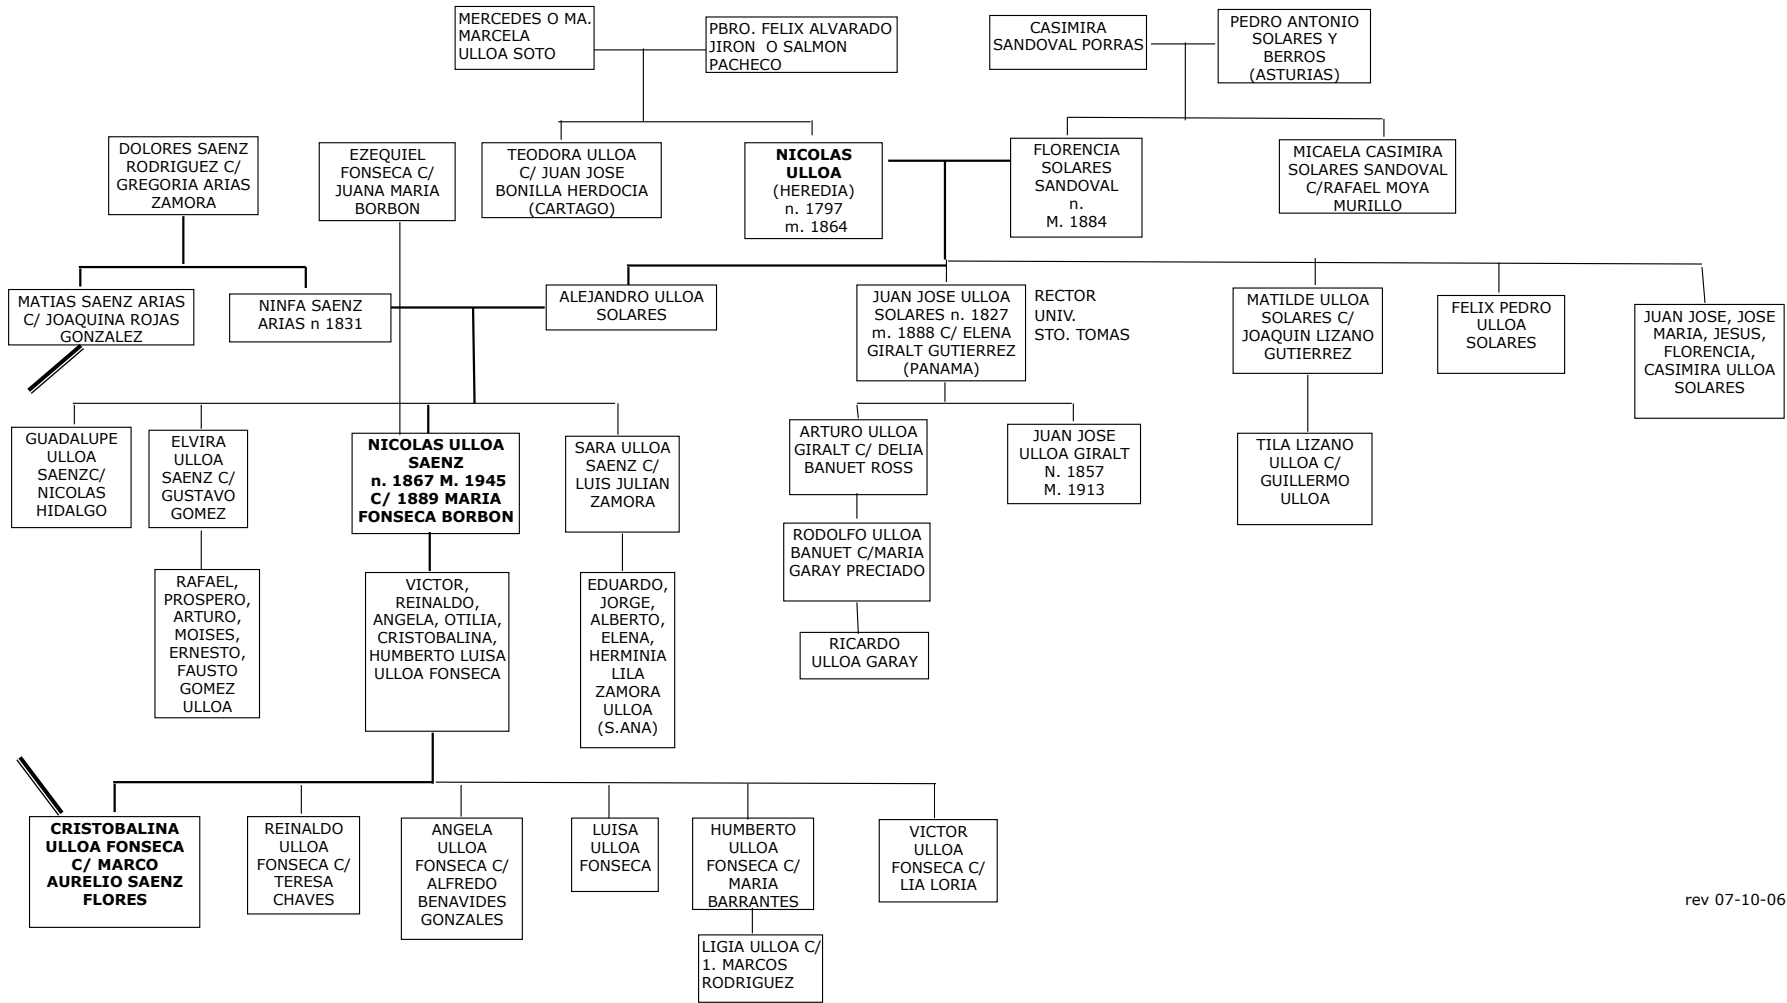 MERCEDES O MA.
MARCELA
ULLOA SOTO
PBRO. FELIX ALVARADO
JIRON O SALMON
PACHECO
CASIMIRA
SANDOVAL PORRAS
PEDRO ANTONIO
SOLARES Y
BERROS
(ASTURIAS)
DOLORES SAENZ
RODRIGUEZ C/
GREGORIA ARIAS
ZAMORA
EZEQUIEL
FONSECA C/
JUANA MARIA
BORBON
TEODORA ULLOA
C/ JUAN JOSE
BONILLA HERDOCIA
(CARTAGO)
NICOLAS
ULLOA
(HEREDIA)
n. 1797
m. 1864
FLORENCIA
SOLARES
SANDOVAL
n.
M. 1884
MICAELA CASIMIRA
SOLARES SANDOVAL
C/RAFAEL MOYA
MURILLO
MATIAS SAENZ ARIAS
C/ JOAQUINA ROJAS
GONZALEZ
NINFA SAENZ
ARIAS n 1831
ALEJANDRO ULLOA
SOLARES
JUAN JOSE ULLOA
SOLARES n. 1827
m. 1888 C/ ELENA
GIRALT GUTIERREZ
(PANAMA)
RECTOR
UNIV.
STO. TOMAS
MATILDE ULLOA
SOLARES C/
JOAQUIN LIZANO
GUTIERREZ
FELIX PEDRO
ULLOA
SOLARES
JUAN JOSE, JOSE
MARIA, JESUS,
FLORENCIA,
CASIMIRA ULLOA
SOLARES
GUADALUPE
ULLOA
SAENZC/
NICOLAS
HIDALGO
ELVIRA
ULLOA
SAENZ C/
GUSTAVO
GOMEZ
NICOLAS ULLOA
SAENZ
n. 1867 M. 1945
C/ 1889 MARIA
FONSECA BORBON
SARA ULLOA
SAENZ C/
LUIS JULIAN
ZAMORA
ARTURO ULLOA
GIRALT C/ DELIA
BANUET ROSS
JUAN JOSE
ULLOA GIRALT
N. 1857
M. 1913
TILA LIZANO
ULLOA C/
GUILLERMO
ULLOA
RAFAEL,
PROSPERO,
ARTURO,
MOISES,
ERNESTO,
FAUSTO
GOMEZ
ULLOA
VICTOR,
REINALDO,
ANGELA, OTILIA,
CRISTOBALINA,
HUMBERTO LUISA
ULLOA FONSECA
EDUARDO,
JORGE,
ALBERTO,
ELENA,
HERMINIA
LILA
ZAMORA
ULLOA
(S.ANA)
RODOLFO ULLOA
BANUET C/MARIA
GARAY PRECIADO
RICARDO
ULLOA GARAY
CRISTOBALINA
ULLOA FONSECA
C/ MARCO
AURELIO SAENZ
FLORES
REINALDO
ULLOA
FONSECA C/
TERESA
CHAVES
ANGELA
ULLOA
FONSECA C/
ALFREDO
BENAVIDES
GONZALES
LUISA
ULLOA
FONSECA
HUMBERTO
ULLOA
FONSECA C/
MARIA
BARRANTES
VICTOR
ULLOA
FONSECA C/
LIA LORIA
LIGIA ULLOA C/
1. MARCOS
RODRIGUEZ
rev 07-10-06